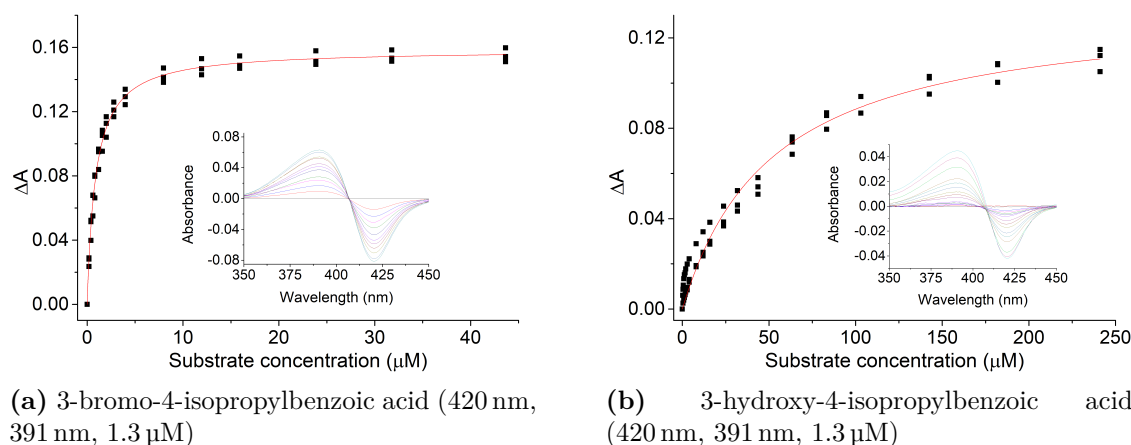 ΔA
0.16
0.12
0.08
0.04
0.00
0 10 20 30 40
Substrate concentration (μM)
Absorbance
0.08
0.04
0.00
-0.04
-0.08
350 375 400 425 450
Wavelength (nm)
(a) 3-bromo-4-isopropylbenzoic acid (420 nm,
391 nm, 1.3 μM)
ΔA
0.12
0.08
0.04
0.00
0 50 100 150 200 250
Substrate concentration (μM)
Absorbance
0.04
0.02
0.00
-0.02
-0.04
350 375 400 425 450
Wavelength (nm)
(b) 3-hydroxy-4-isopropylbenzoic acid
(420 nm, 391 nm, 1.3 μM)